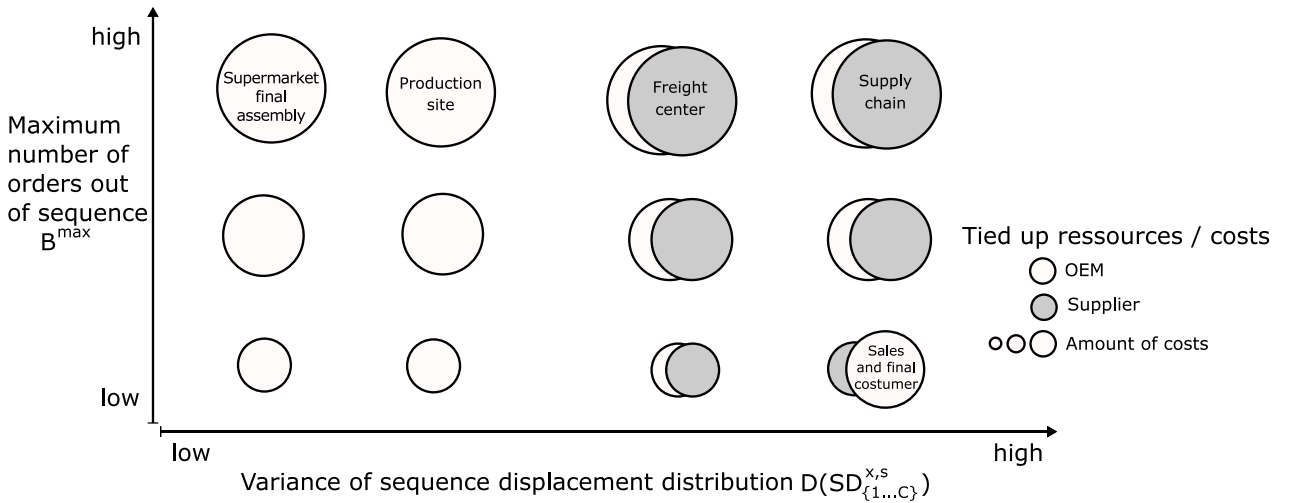 high
Maximum
number of
orders out
of sequence
B^max
low
Supermarket
final
assembly
Production
site
Freight
center
Supply
chain
Sales
and final
costumer
Tied up ressources / costs
OEM
Supplier
Amount of costs
low
high
Variance of sequence displacement distribution D(SD^{x,s}_{{1...C}})